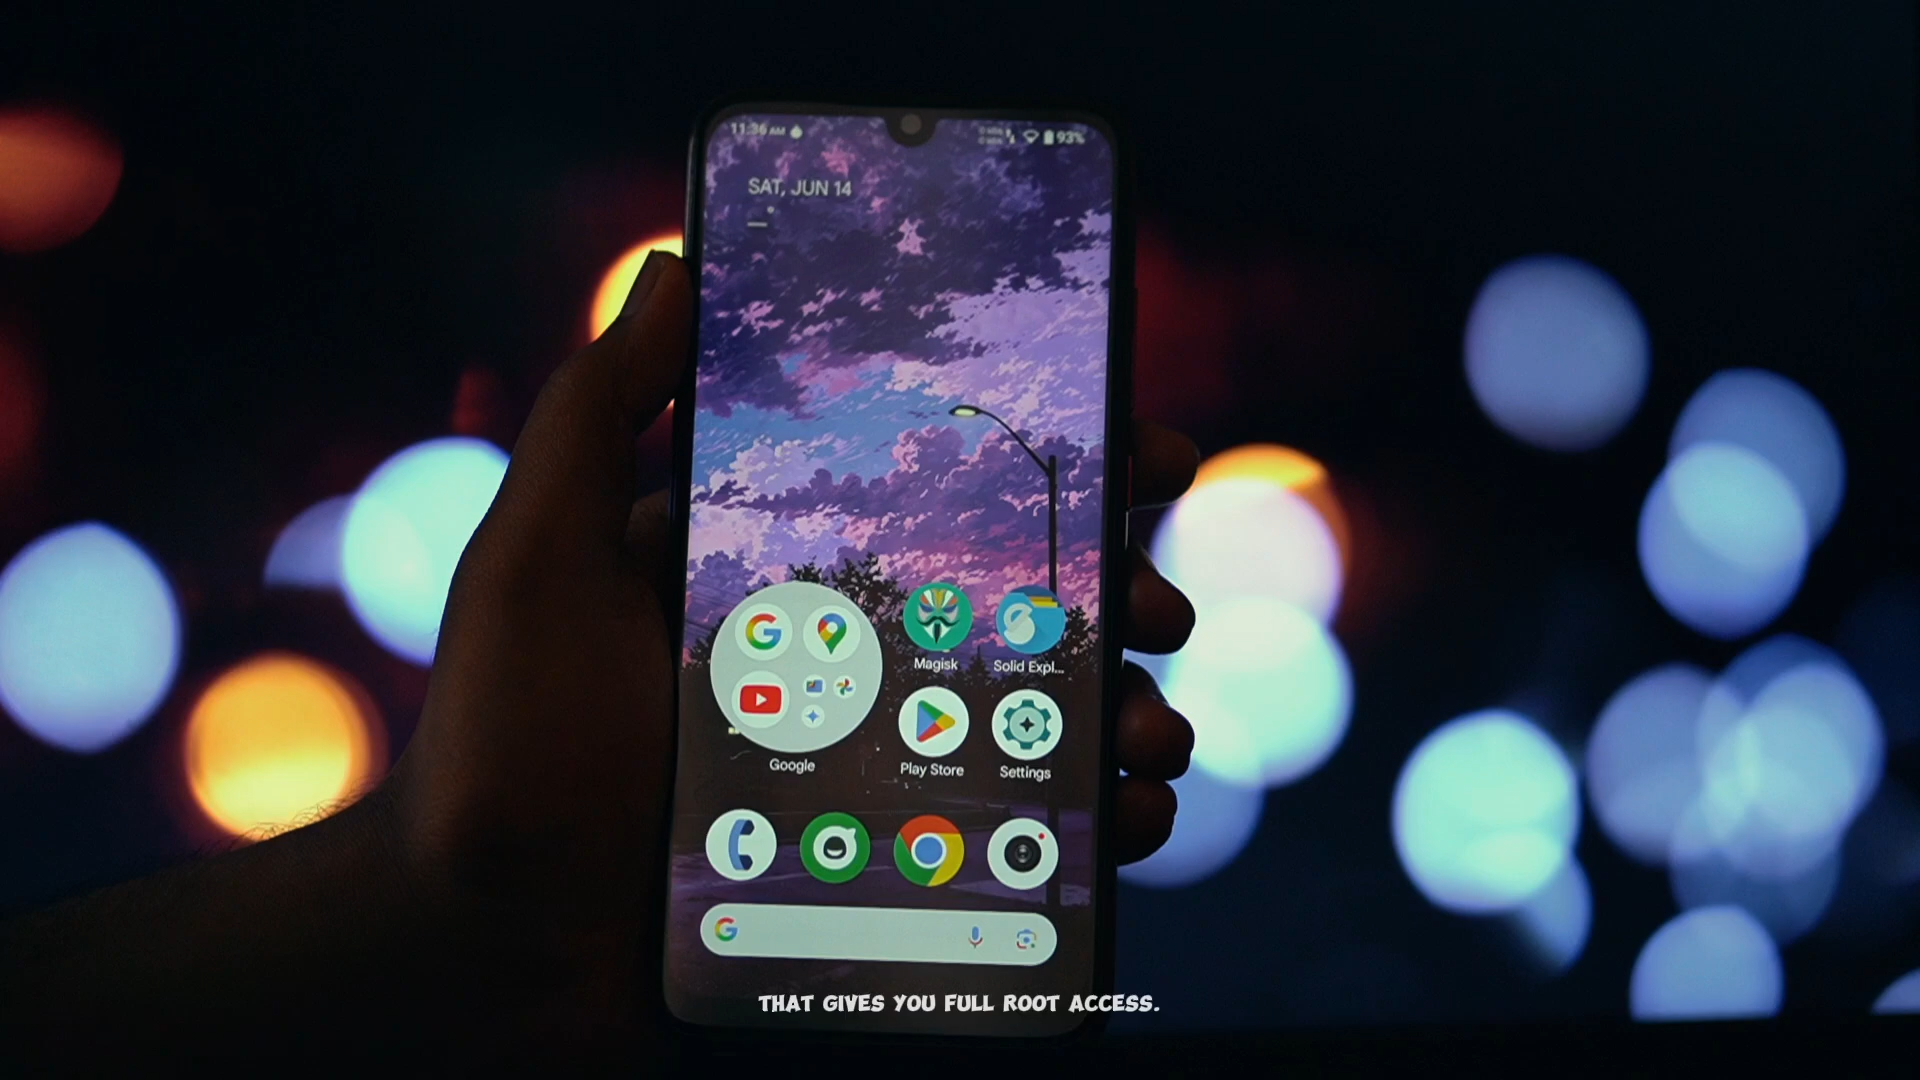 11:36 AM
93%
SAT, JUN 14
Magisk
Solid Expl...
Google
Play Store
Settings
THAT GIVES YOU FULL ROOT ACCESS.